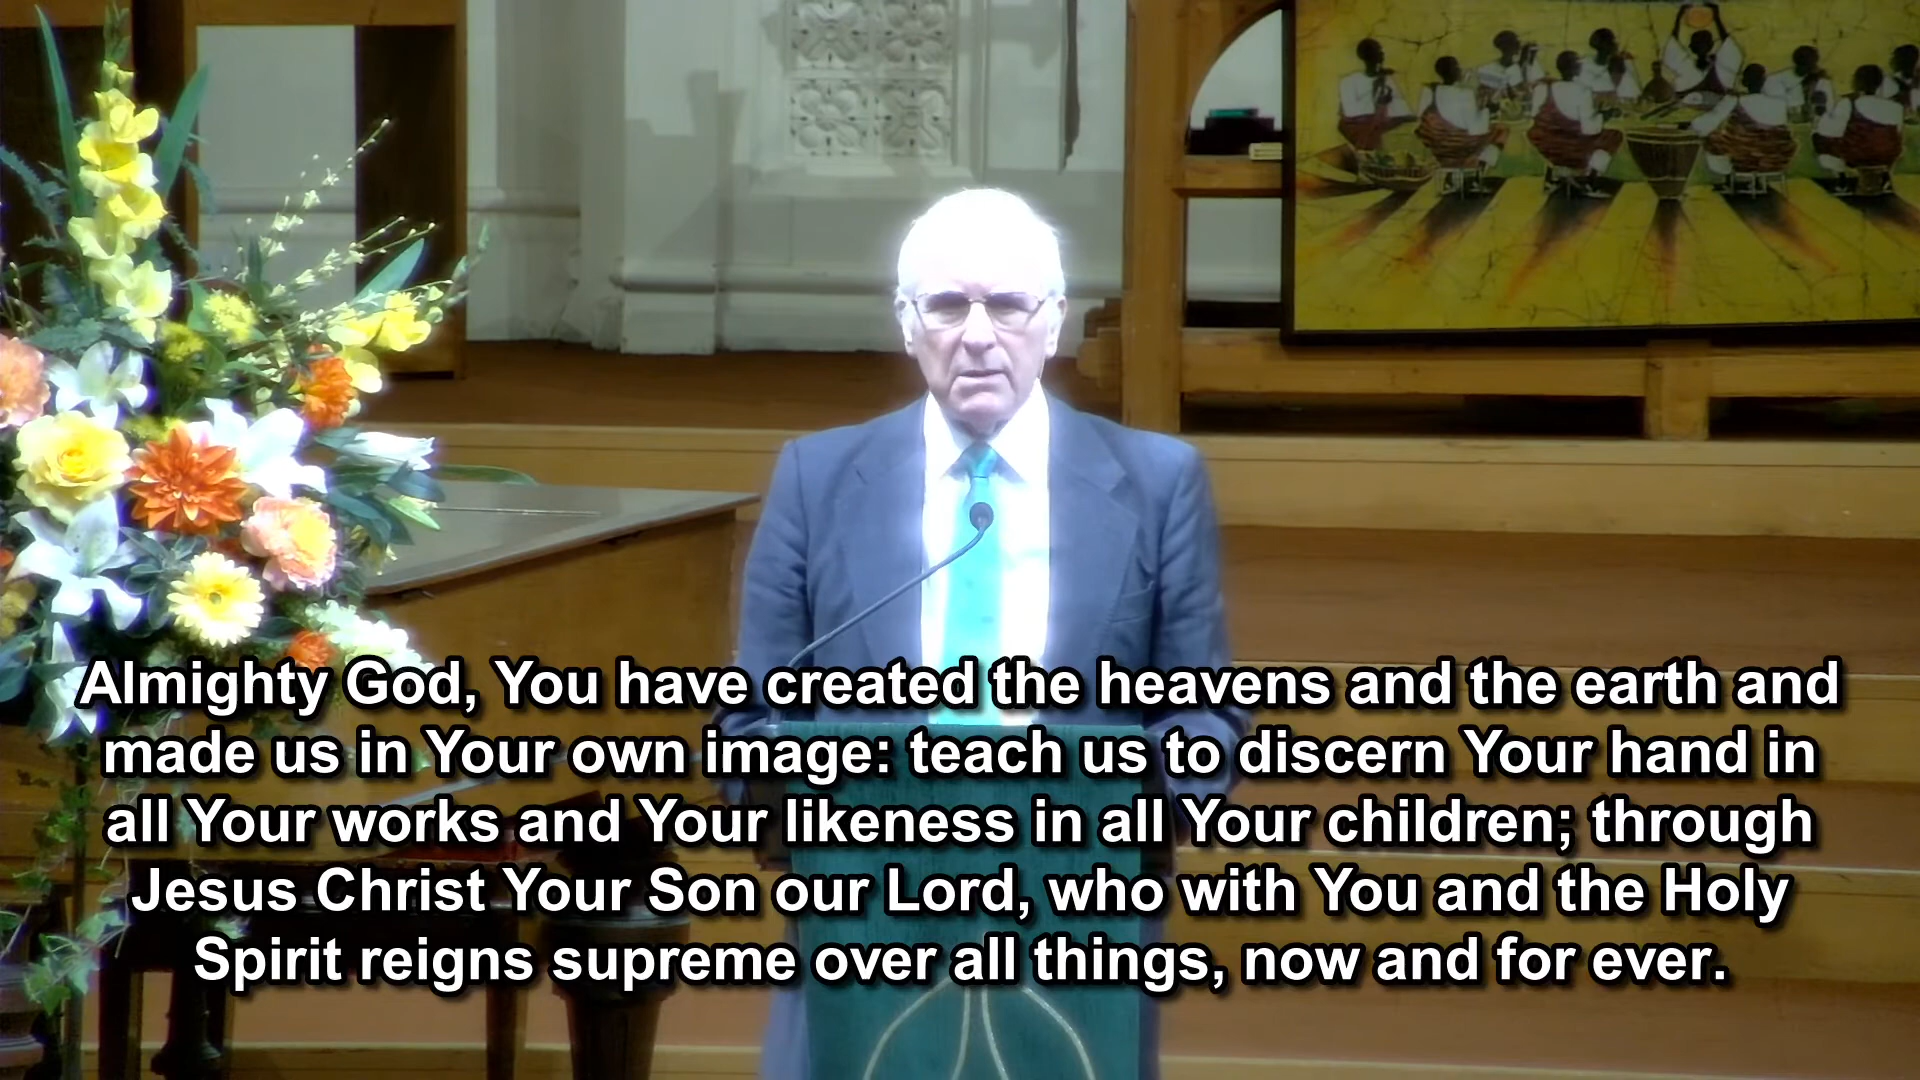 Almighty God, You have created the heavens and the earth and
made us in Your own image: teach us to discern Your hand in
all Your works and Your likeness in all Your children; through
Jesus Christ Your Son our Lord, who with You and the Holy
Spirit reigns supreme over all things, now and for ever.